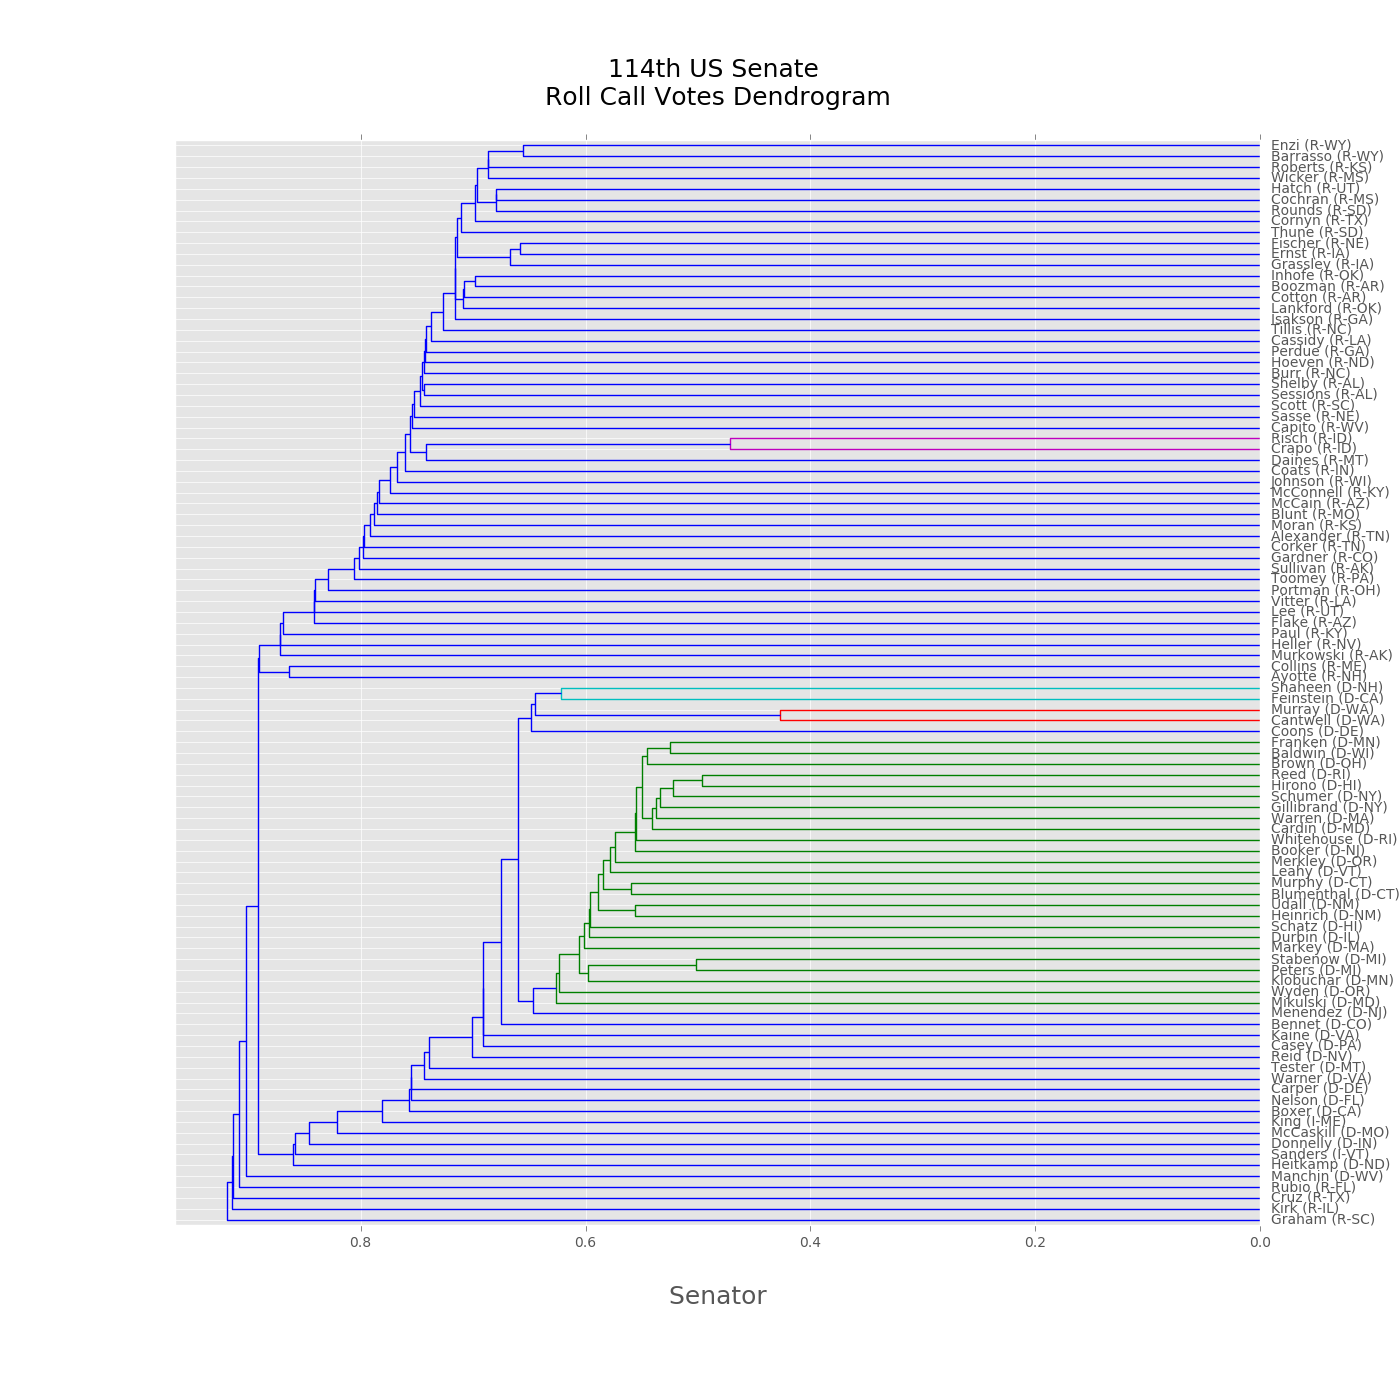 114th US Senate
Roll Call Votes Dendrogram
Enzi (R-WY)
Barrasso (R-WY)
Roberts (R-KS)
Wicker (R-MS)
Hatch (R-UT)
Cochran (R-MS)
Rounds (R-SD)
Cornyn (R-TX)
Thune (R-SD)
Fischer (R-NE)
Ernst (R-IA)
Grassley (R-IA)
Inhofe (R-OK)
Boozman (R-AR)
Cotton (R-AR)
Lankford (R-OK)
Isakson (R-GA)
Tillis (R-NC)
Cassidy (R-LA)
Perdue (R-GA)
Hoeven (R-ND)
Burr (R-NC)
Shelby (R-AL)
Sessions (R-AL)
Scott (R-SC)
Sasse (R-NE)
Capito (R-WV)
Risch (R-ID)
Crapo (R-ID)
Daines (R-MT)
Coats (R-IN)
Johnson (R-WI)
McConnell (R-KY)
McCain (R-AZ)
Blunt (R-MO)
Moran (R-KS)
Alexander (R-TN)
Corker (R-TN)
Gardner (R-CO)
Sullivan (R-AK)
Toomey (R-PA)
Portman (R-OH)
Vitter (R-LA)
Lee (R-UT)
Flake (R-AZ)
Paul (R-KY)
Heller (R-NV)
Murkowski (R-AK)
Collins (R-ME)
Ayotte (R-NH)
Shaheen (D-NH)
Feinstein (D-CA)
Murray (D-WA)
Cantwell (D-WA)
Coons (D-DE)
Franken (D-MN)
Baldwin (D-WI)
Brown (D-OH)
Reed (D-RI)
Hirono (D-HI)
Schumer (D-NY)
Gillibrand (D-NY)
Warren (D-MA)
Cardin (D-MD)
Whitehouse (D-RI)
Booker (D-NJ)
Merkley (D-OR)
Leahy (D-VT)
Murphy (D-CT)
Blumenthal (D-CT)
Udall (D-NM)
Heinrich (D-NM)
Schatz (D-HI)
Durbin (D-IL)
Markey (D-MA)
Stabenow (D-MI)
Peters (D-MI)
Klobuchar (D-MN)
Wyden (D-OR)
Mikulski (D-MD)
Menendez (D-NJ)
Bennet (D-CO)
Kaine (D-VA)
Casey (D-PA)
Reid (D-NV)
Tester (D-MT)
Warner (D-VA)
Carper (D-DE)
Nelson (D-FL)
Boxer (D-CA)
King (I-ME)
McCaskill (D-MO)
Donnelly (D-IN)
Sanders (I-VT)
Heitkamp (D-ND)
Manchin (D-WV)
Rubio (R-FL)
Cruz (R-TX)
Kirk (R-IL)
Graham (R-SC)
0.8 0.6 0.4 0.2 0.0
Senator